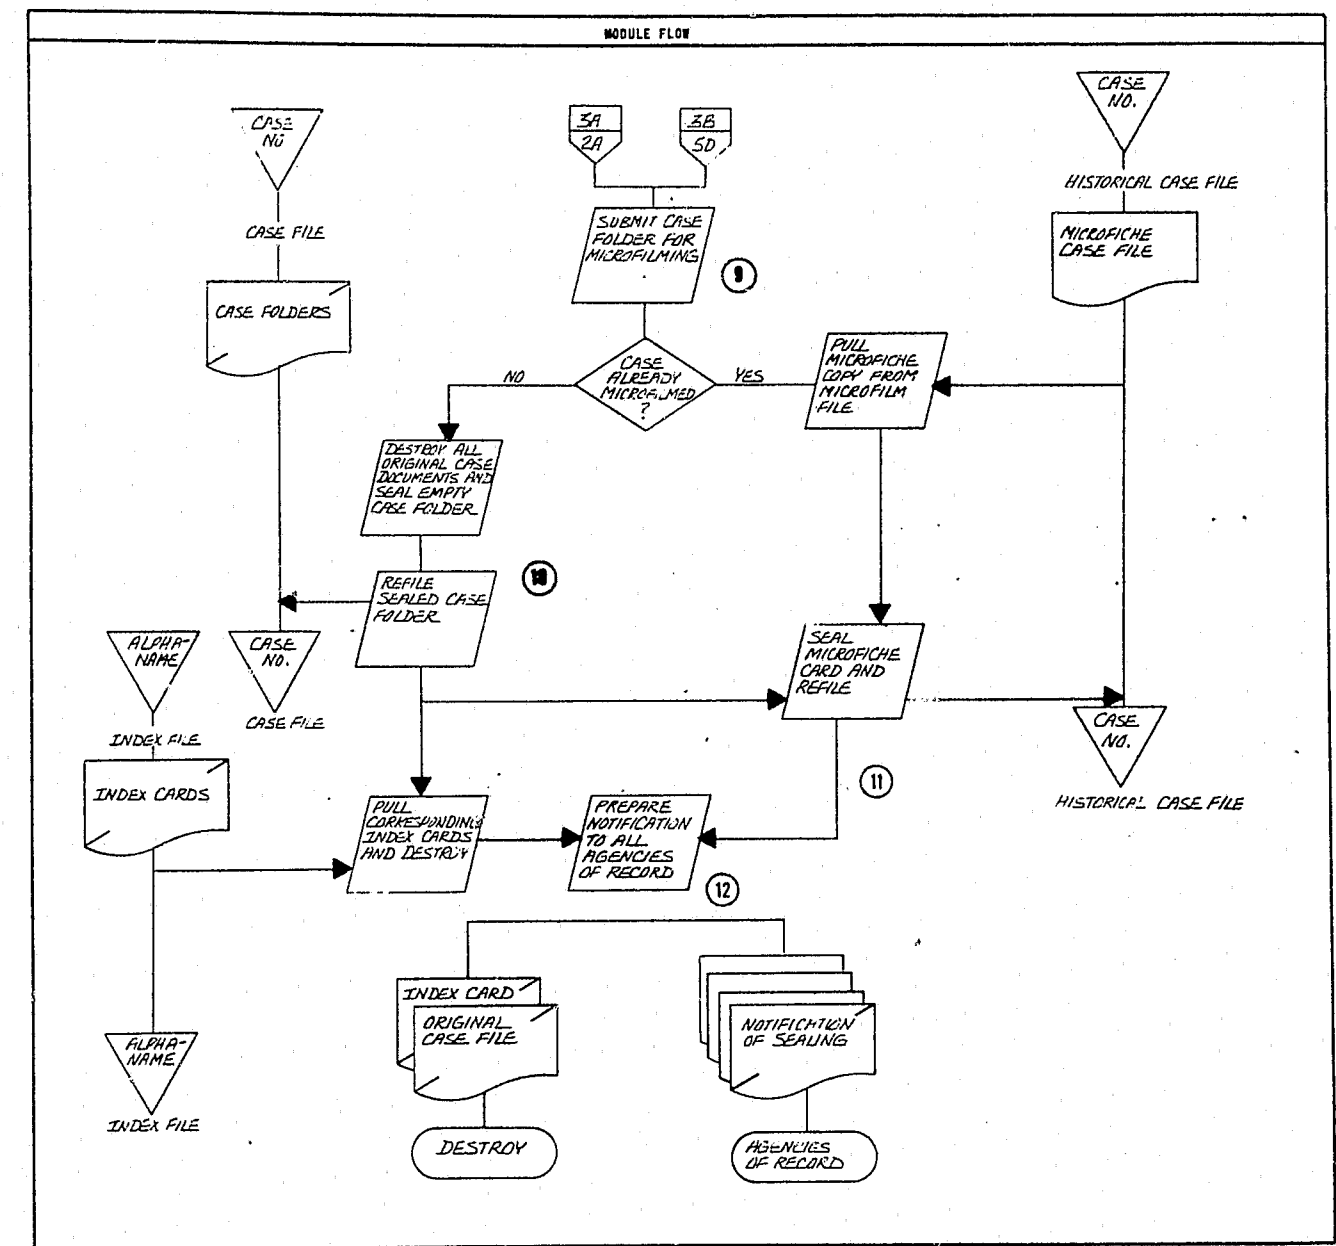 MODULE FLOW
CASE
NO
CASE FILE
CASE FOLDERS
3A
2A
3B
5D
CASE
NO.
HISTORICAL CASE FILE
MICROFICHE
CASE FILE
SUBMIT CASE
FOLDER FOR
MICROFILMING
9
CASE
ALREADY
MICROFILMED
?
NO
YES
PULL
MICROFICHE
COPY FROM
MICROFILM
FILE
DESTROY ALL
ORIGINAL CASE
DOCUMENTS AND
SEAL EMPTY
CASE FOLDER
10
REFILE
SEALED CASE
FOLDER
ALPHA-
NAME
INDEX FILE
INDEX CARDS
CASE
NO.
CASE FILE
SEAL
MICROFICHE
CARD AND
REFILE
CASE
NO.
HISTORICAL CASE FILE
11
PULL
CORRESPONDING
INDEX CARDS
AND DESTROY
PREPARE
NOTIFICATION
TO ALL
AGENCIES
OF RECORD
12
INDEX CARD
ORIGINAL
CASE FILE
NOTIFICATION
OF SEALING
ALPHA-
NAME
INDEX FILE
DESTROY
AGENCIES
OF RECORD